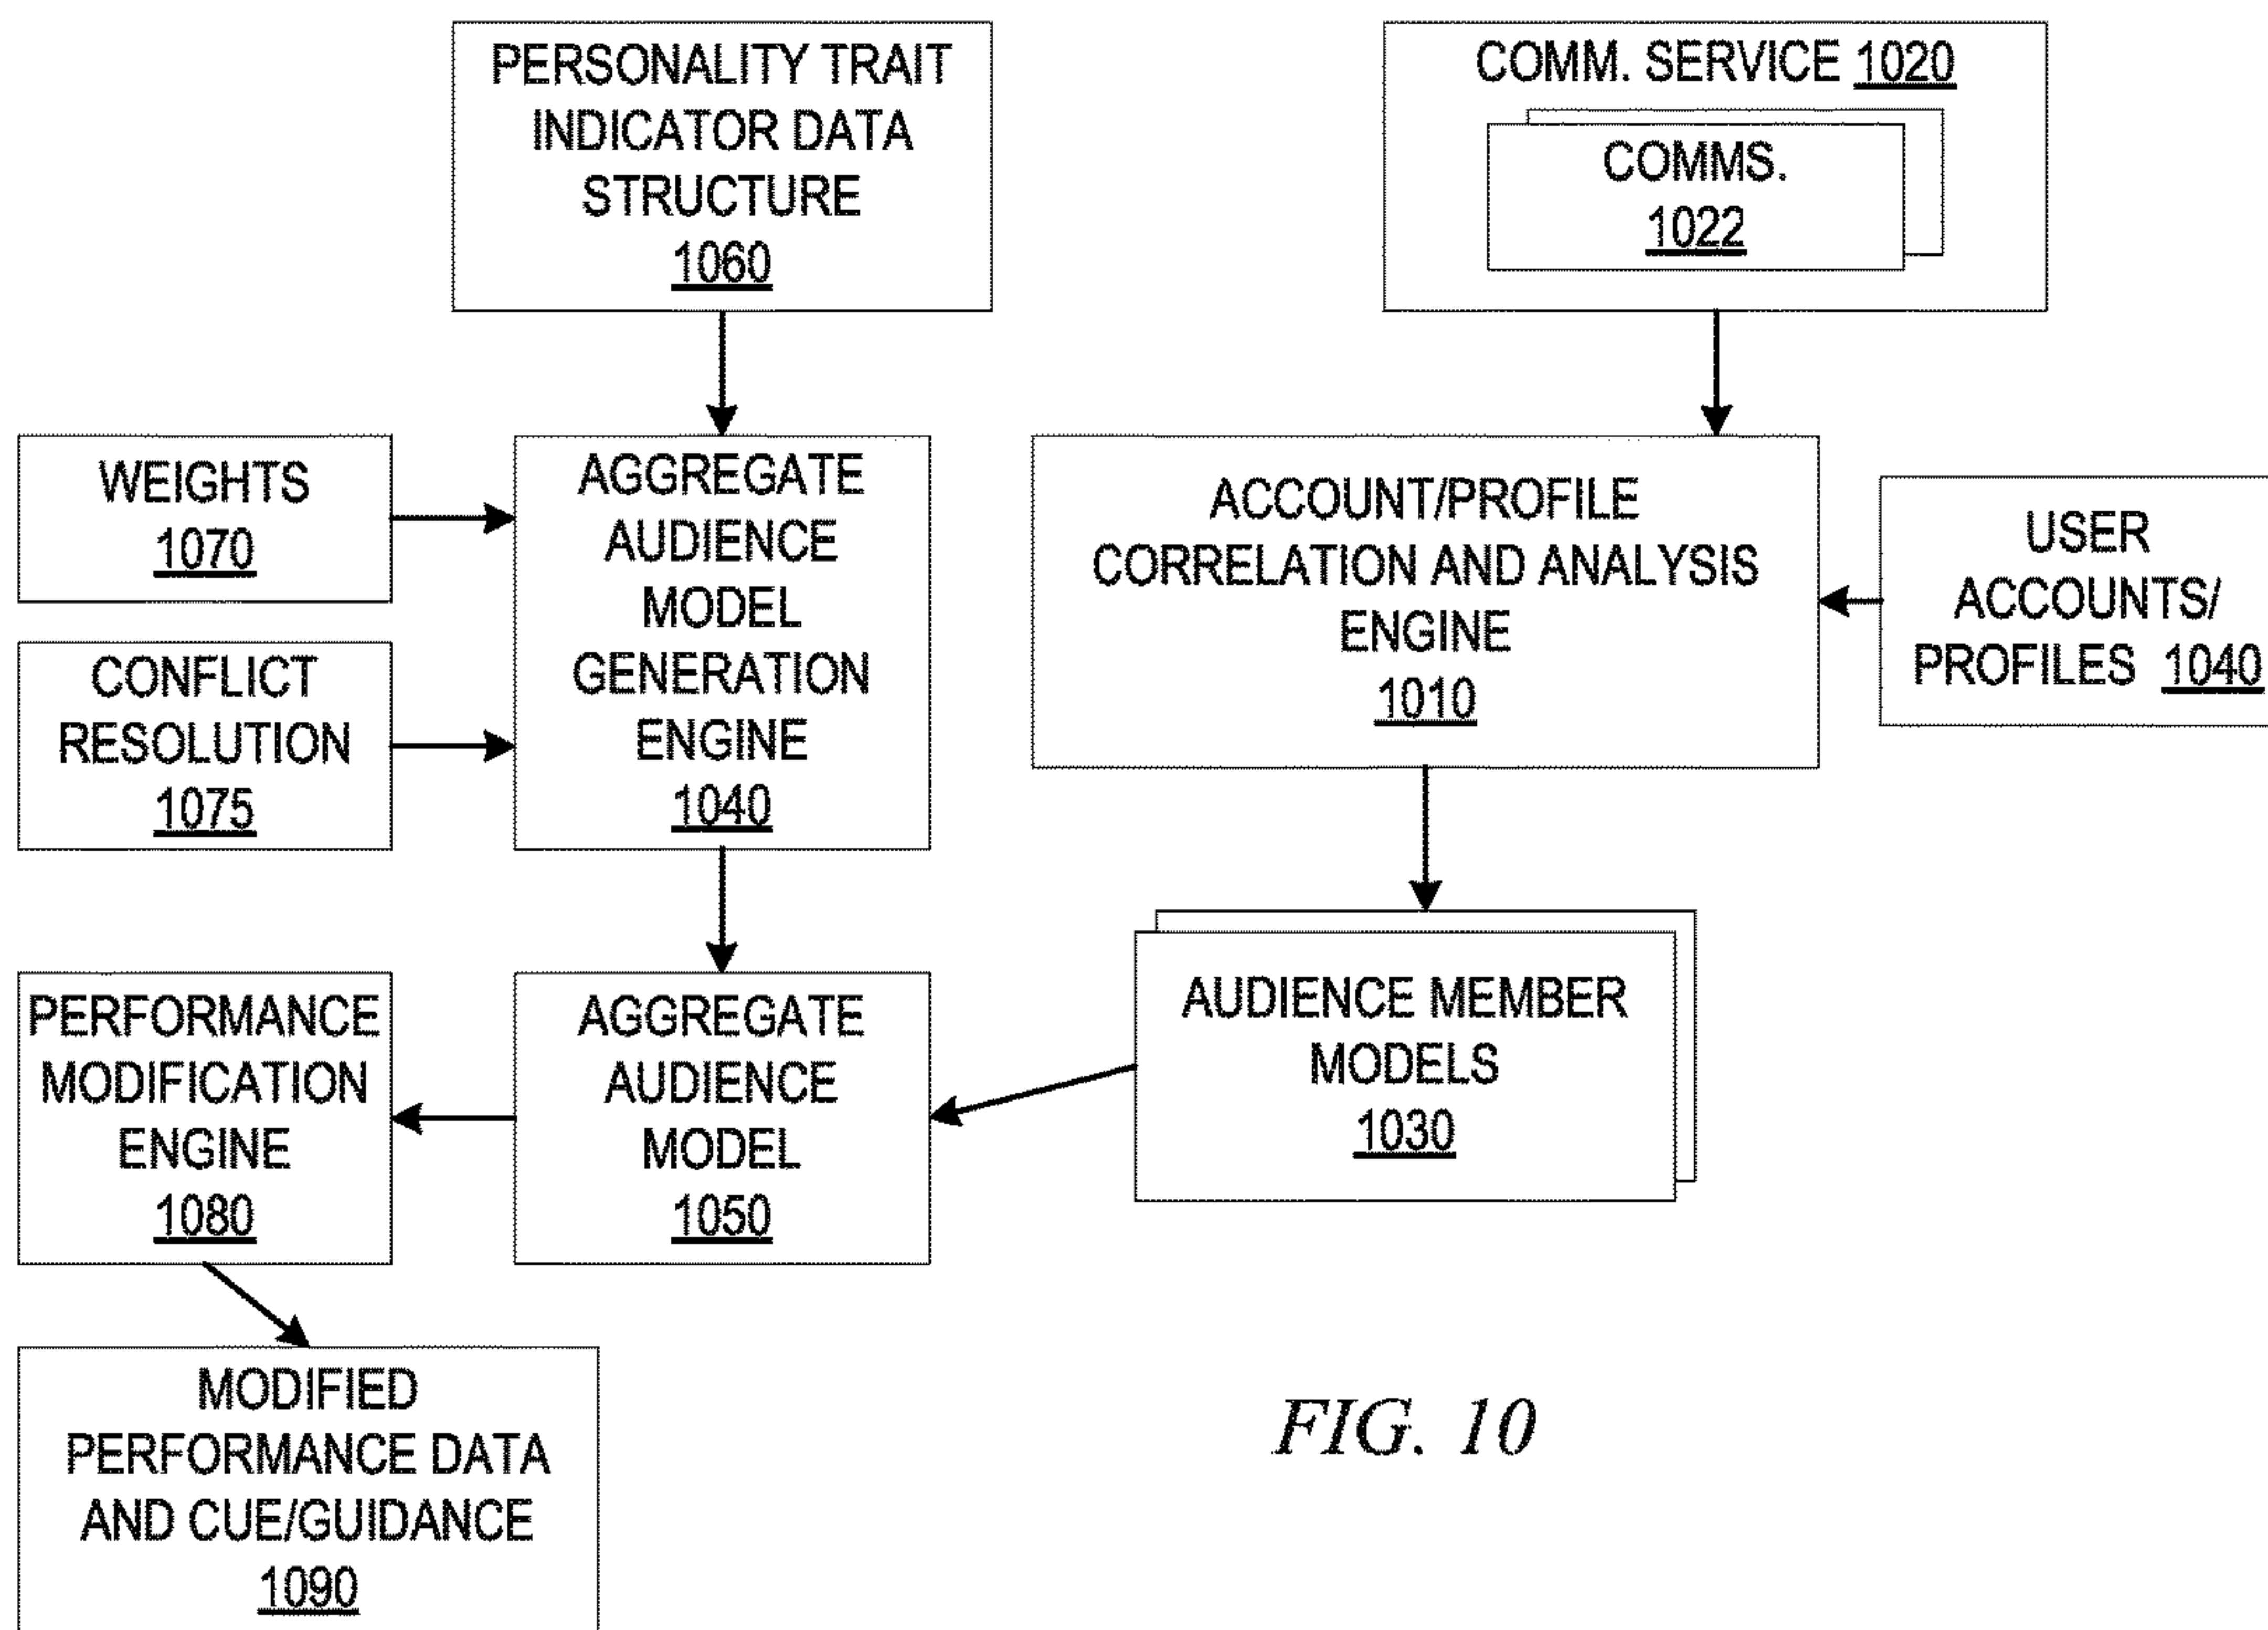 PERSONALITY TRAIT
INDICATOR DATA
STRUCTURE
1060
COMM. SERVICE 1020
COMMS.
1022
WEIGHTS
1070
CONFLICT
RESOLUTION
1075
AGGREGATE
AUDIENCE
MODEL
GENERATION
ENGINE
1040
ACCOUNT/PROFILE
CORRELATION AND ANALYSIS
ENGINE
1010
USER
ACCOUNTS/
PROFILES 1040
PERFORMANCE
MODIFICATION
ENGINE
1080
AGGREGATE
AUDIENCE
MODEL
1050
AUDIENCE MEMBER
MODELS
1030
MODIFIED
PERFORMANCE DATA
AND CUE/GUIDANCE
1090
FIG. 10